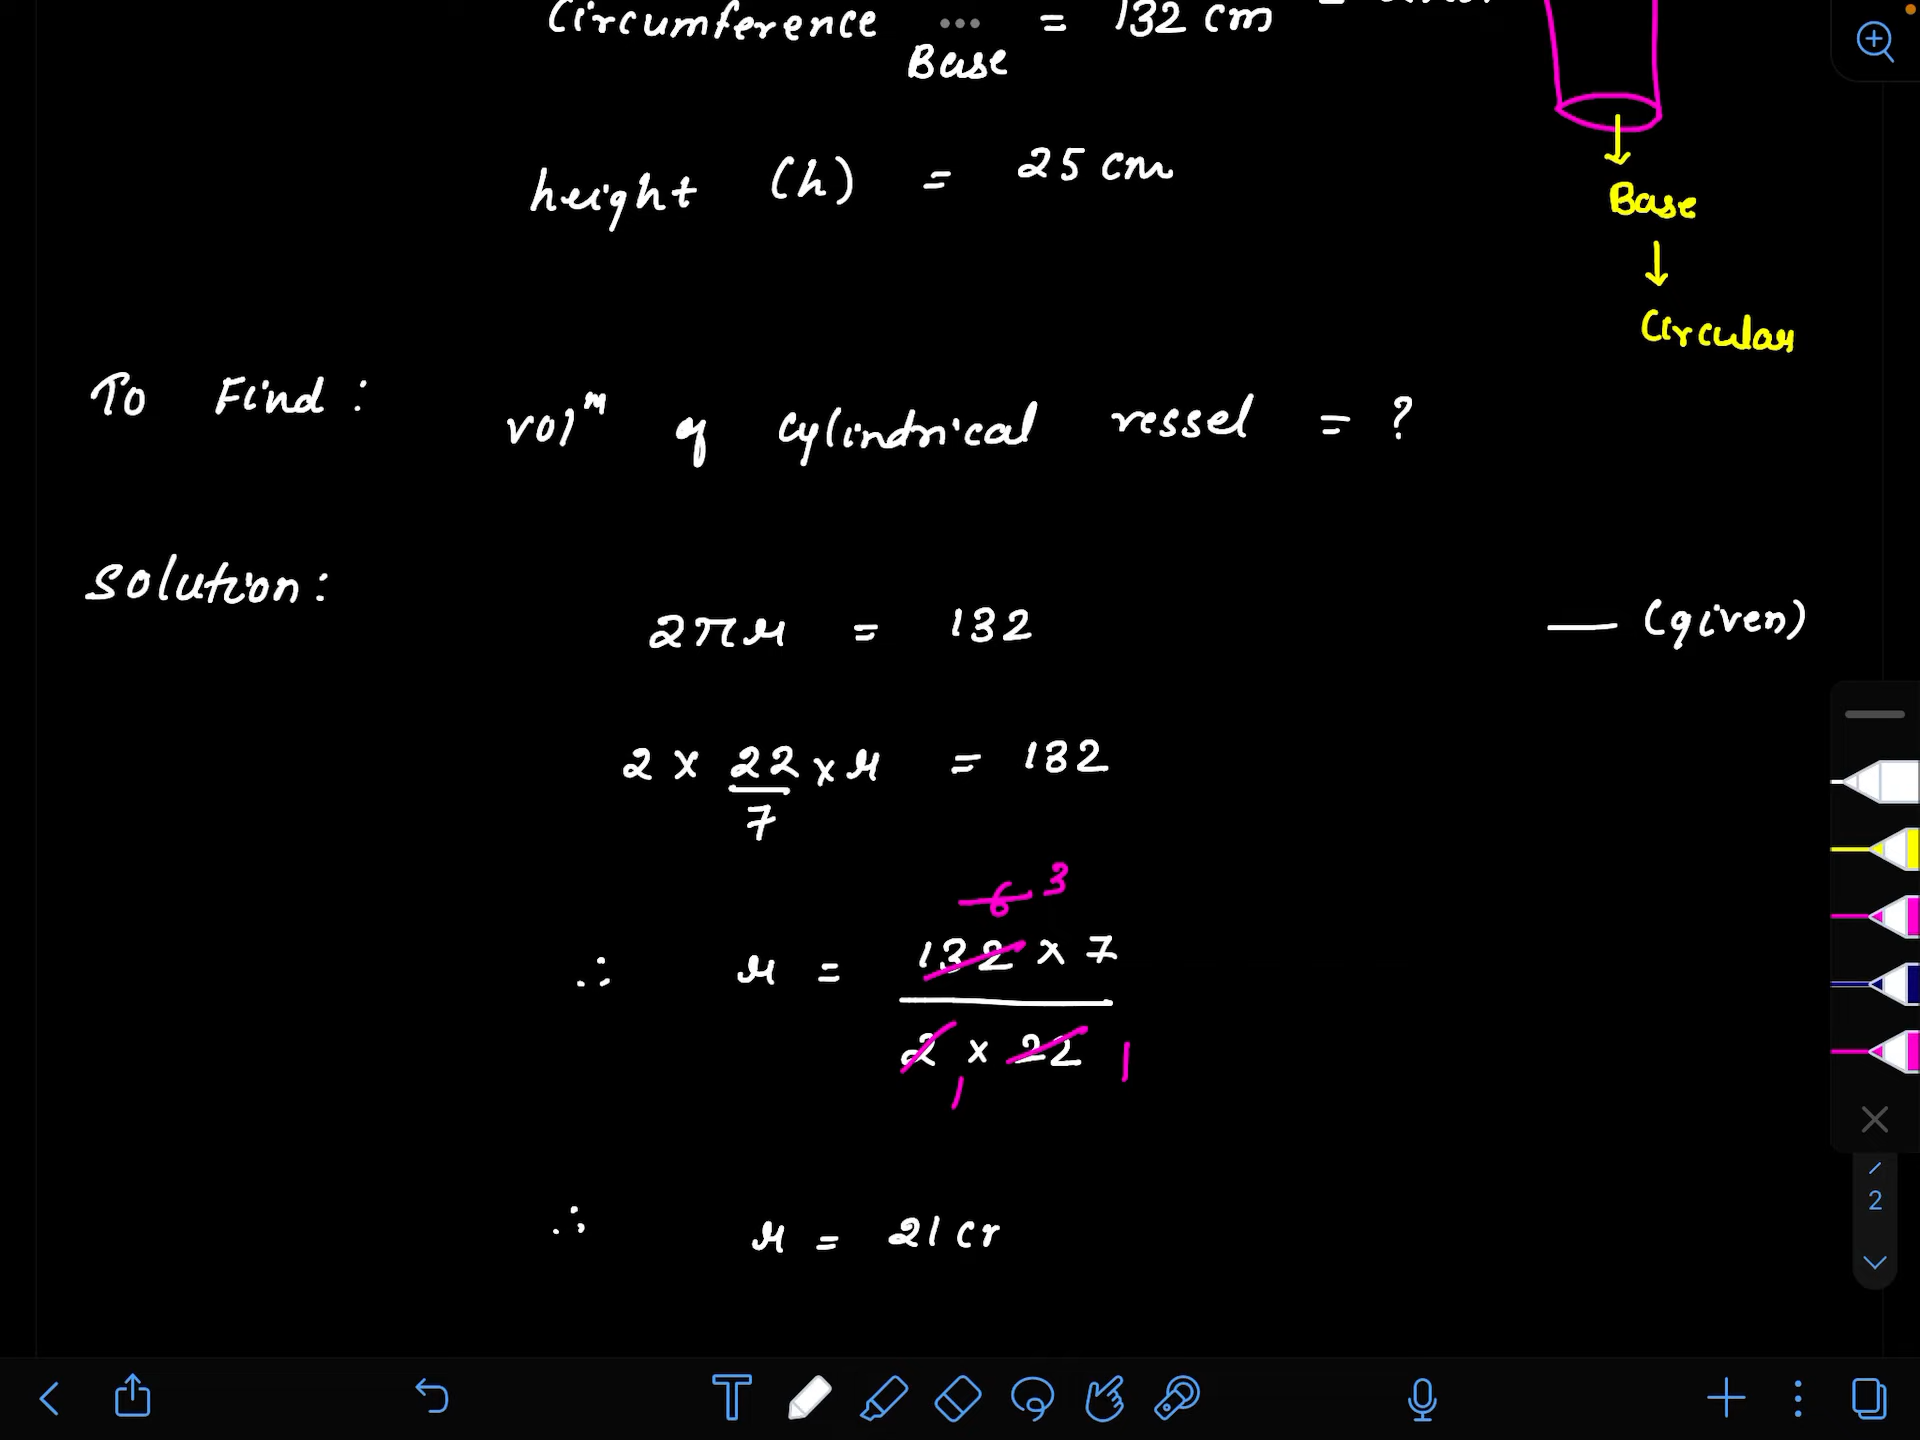 Circumference ... = 132 cm
Base
height (h) = 25 cm
Base
↓
Circular
To Find : vol^m of cylindrical vessel = ?
Solution :
2πr = 132 — (given)
2 × 22/7 × r = 132
6 3
∴ r = 132 × 7
2 × 22 1
1
∴ r = 21 cr
2